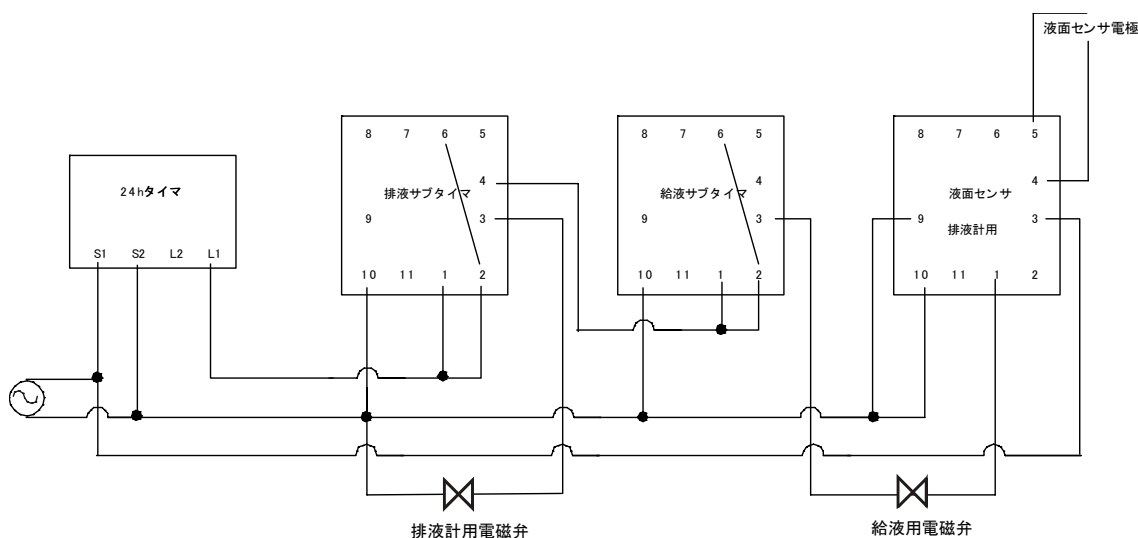 液面センサ電極
8 7 6 5
8 7 6 5
8 7 6 5
24hタイマ
排液サブタイマ
4
給液サブタイマ
4
液面センサ
4
9
3
9
3
9
排液計用
3
S1 S2 L2 L1
10 11 1 2
10 11 1 2
10 11 1 2
排液計用電磁弁
給液用電磁弁